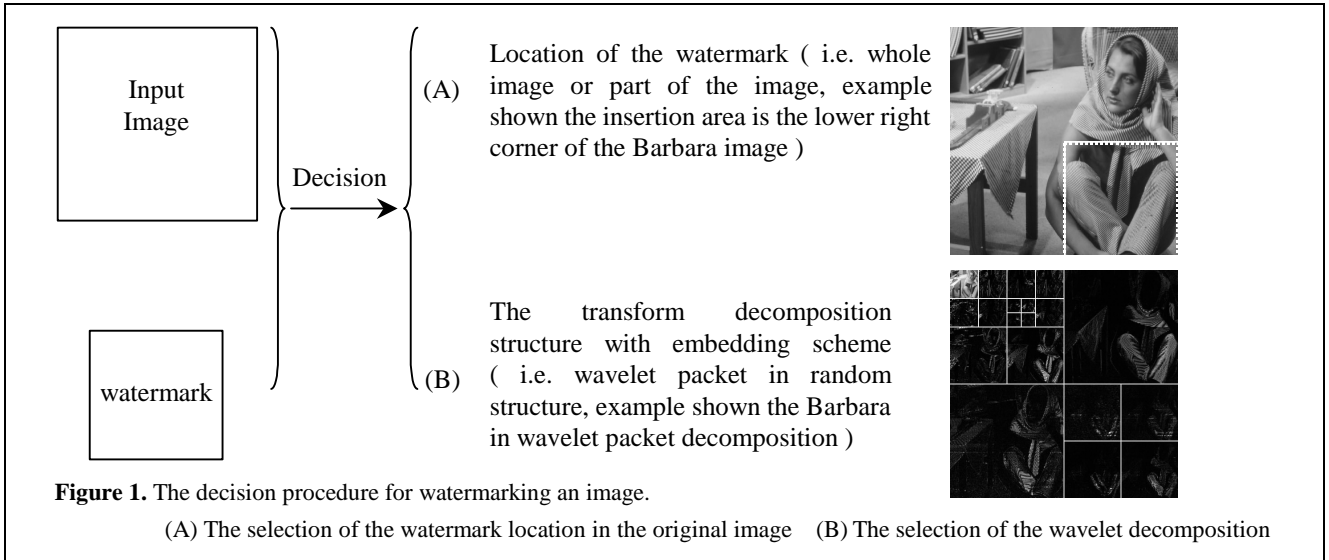 Input
Image
Decision
watermark
(A)
Location of the watermark ( i.e. whole
image or part of the image, example
shown the insertion area is the lower right
corner of the Barbara image )
(B)
The transform decomposition
structure with embedding scheme
( i.e. wavelet packet in random
structure, example shown the Barbara
in wavelet packet decomposition )
Figure 1. The decision procedure for watermarking an image.
(A) The selection of the watermark location in the original image (B) The selection of the wavelet decomposition